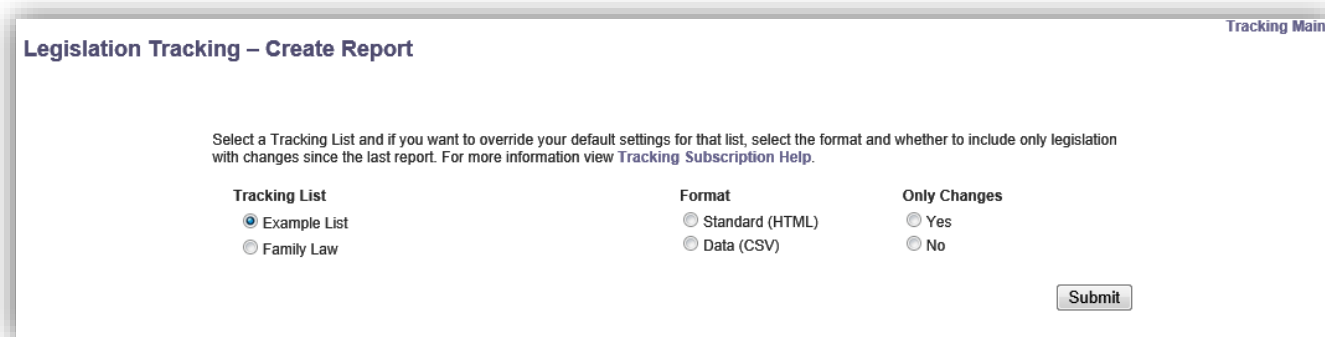 Tracking Main
Legislation Tracking – Create Report
Select a Tracking List and if you want to override your default settings for that list, select the format and whether to include only legislation
with changes since the last report. For more information view Tracking Subscription Help.
Tracking List Format Only Changes
Example List Standard (HTML) Yes
Family Law Data (CSV) No
Submit